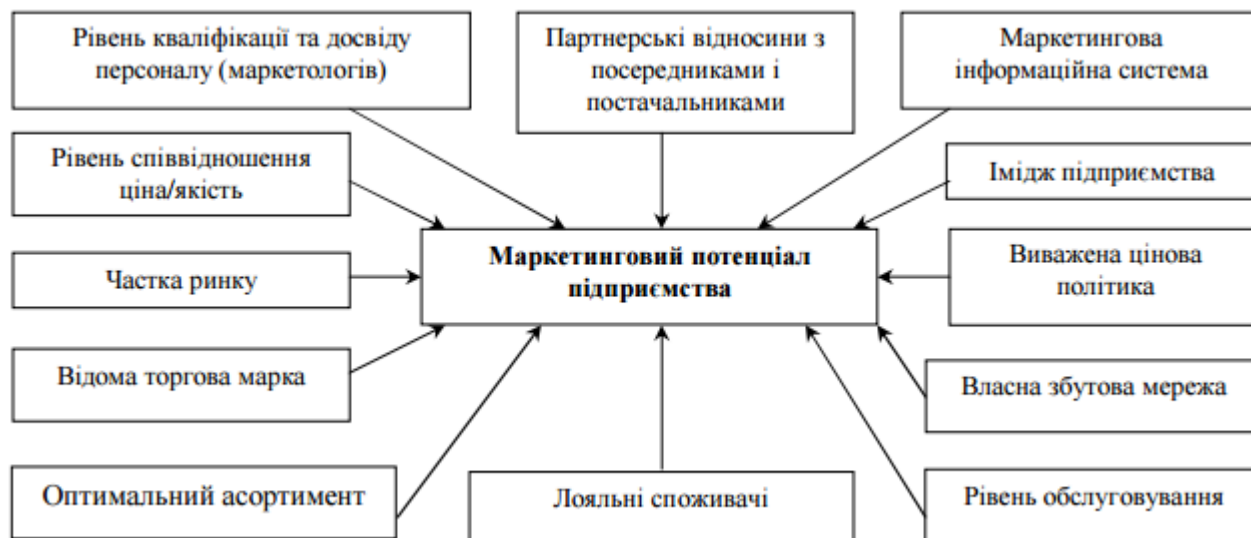 Рівень кваліфікації та досвіду
персоналу (маркетологів)
Партнерські відносини з
посередниками і
постачальниками
Маркетингова
інформаційна система
Рівень співвідношення
ціна/якість
Імідж підприємства
Маркетинговий потенціал
підприємства
Частка ринку
Виважена цінова
політика
Відома торгова марка
Власна збутова мережа
Оптимальний асортимент
Лояльні споживачі
Рівень обслуговування